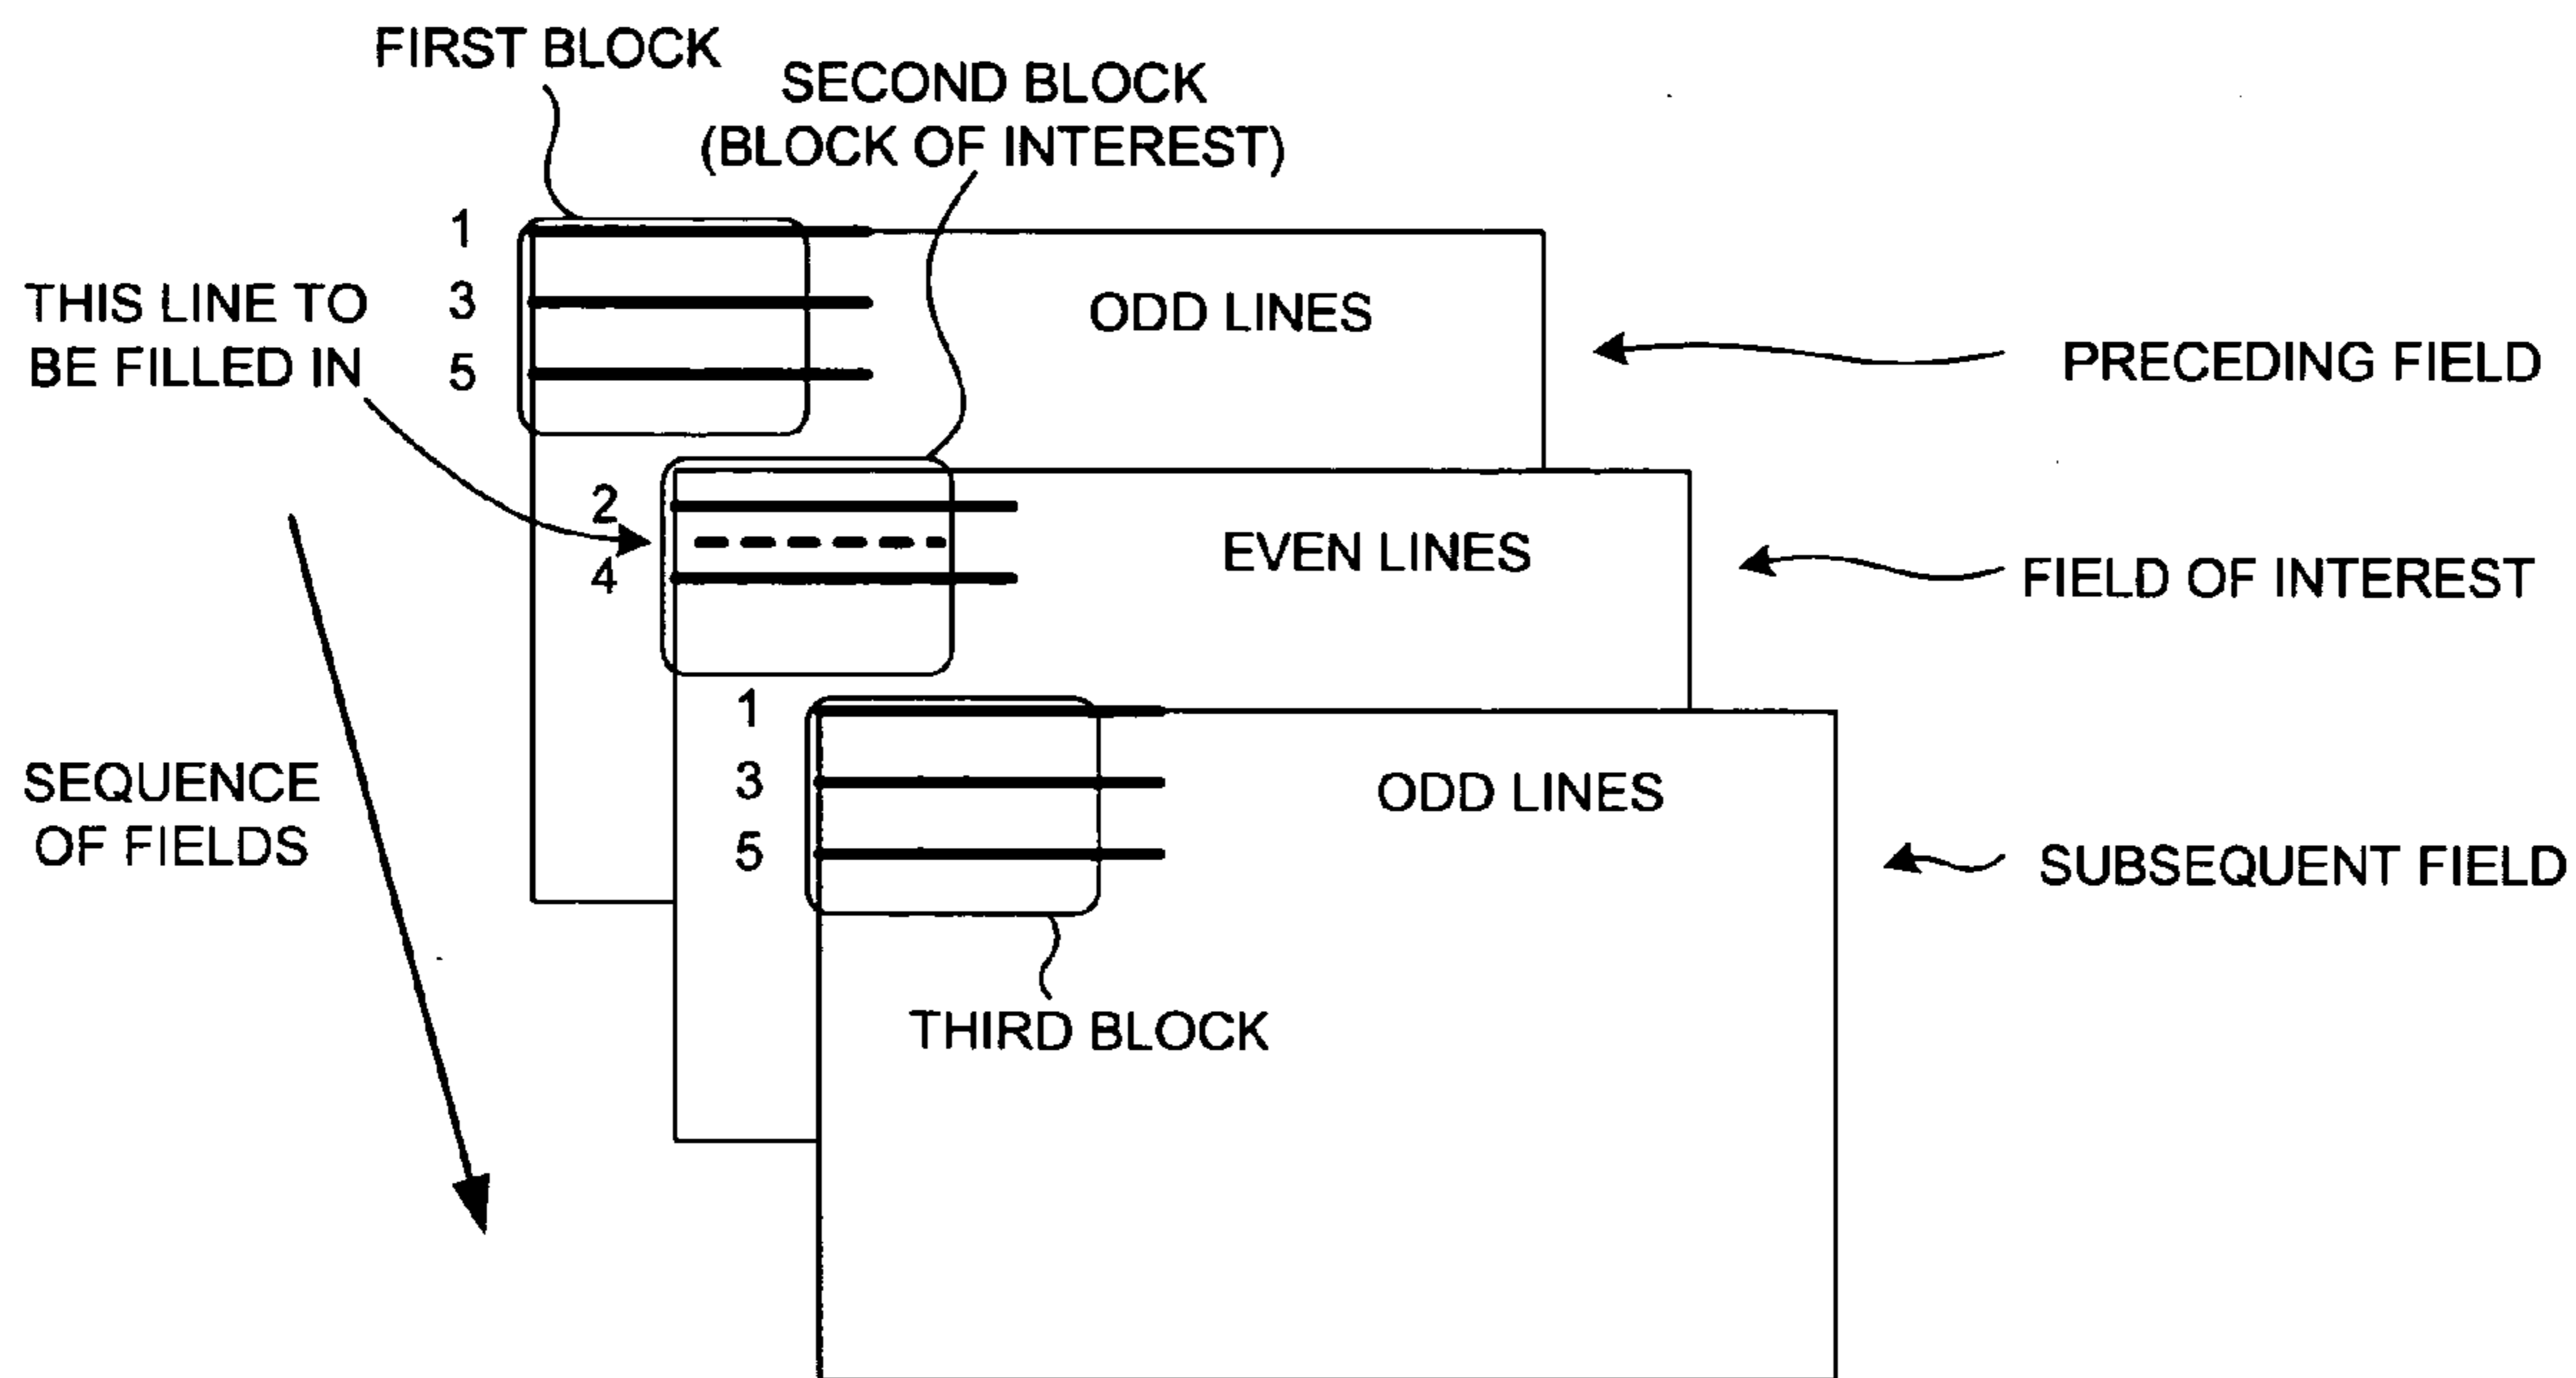 FIRST BLOCK
SECOND BLOCK
(BLOCK OF INTEREST)
1
3
5
THIS LINE TO
BE FILLED IN
ODD LINES
PRECEDING FIELD
2
4
EVEN LINES
FIELD OF INTEREST
1
3
5
ODD LINES
SEQUENCE
OF FIELDS
SUBSEQUENT FIELD
THIRD BLOCK